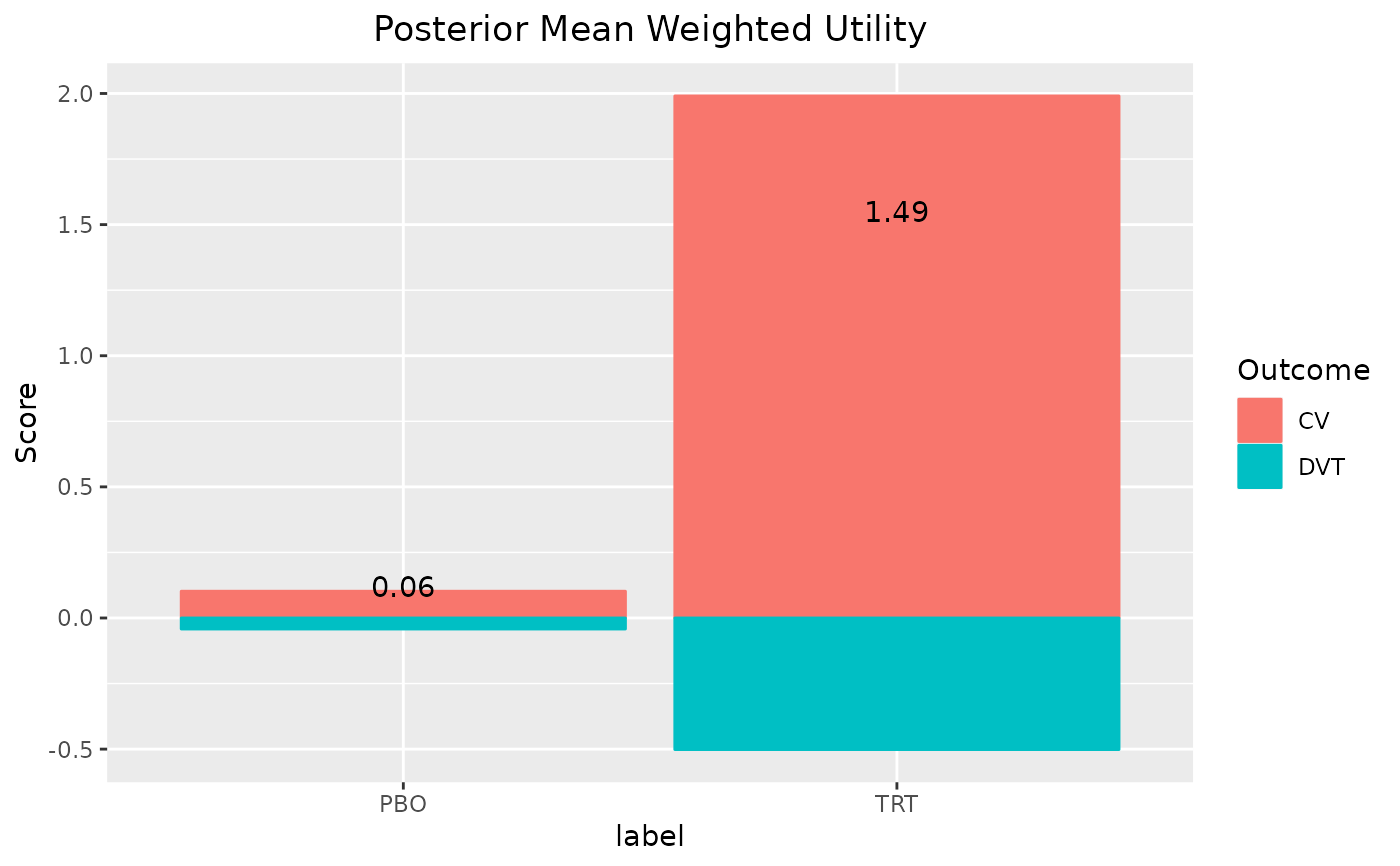 Posterior Mean Weighted Utility
2.0
1.5
1.0
0.5
0.0
-0.5
Score
1.49
0.06
PBO
TRT
label
Outcome
CV
DVT